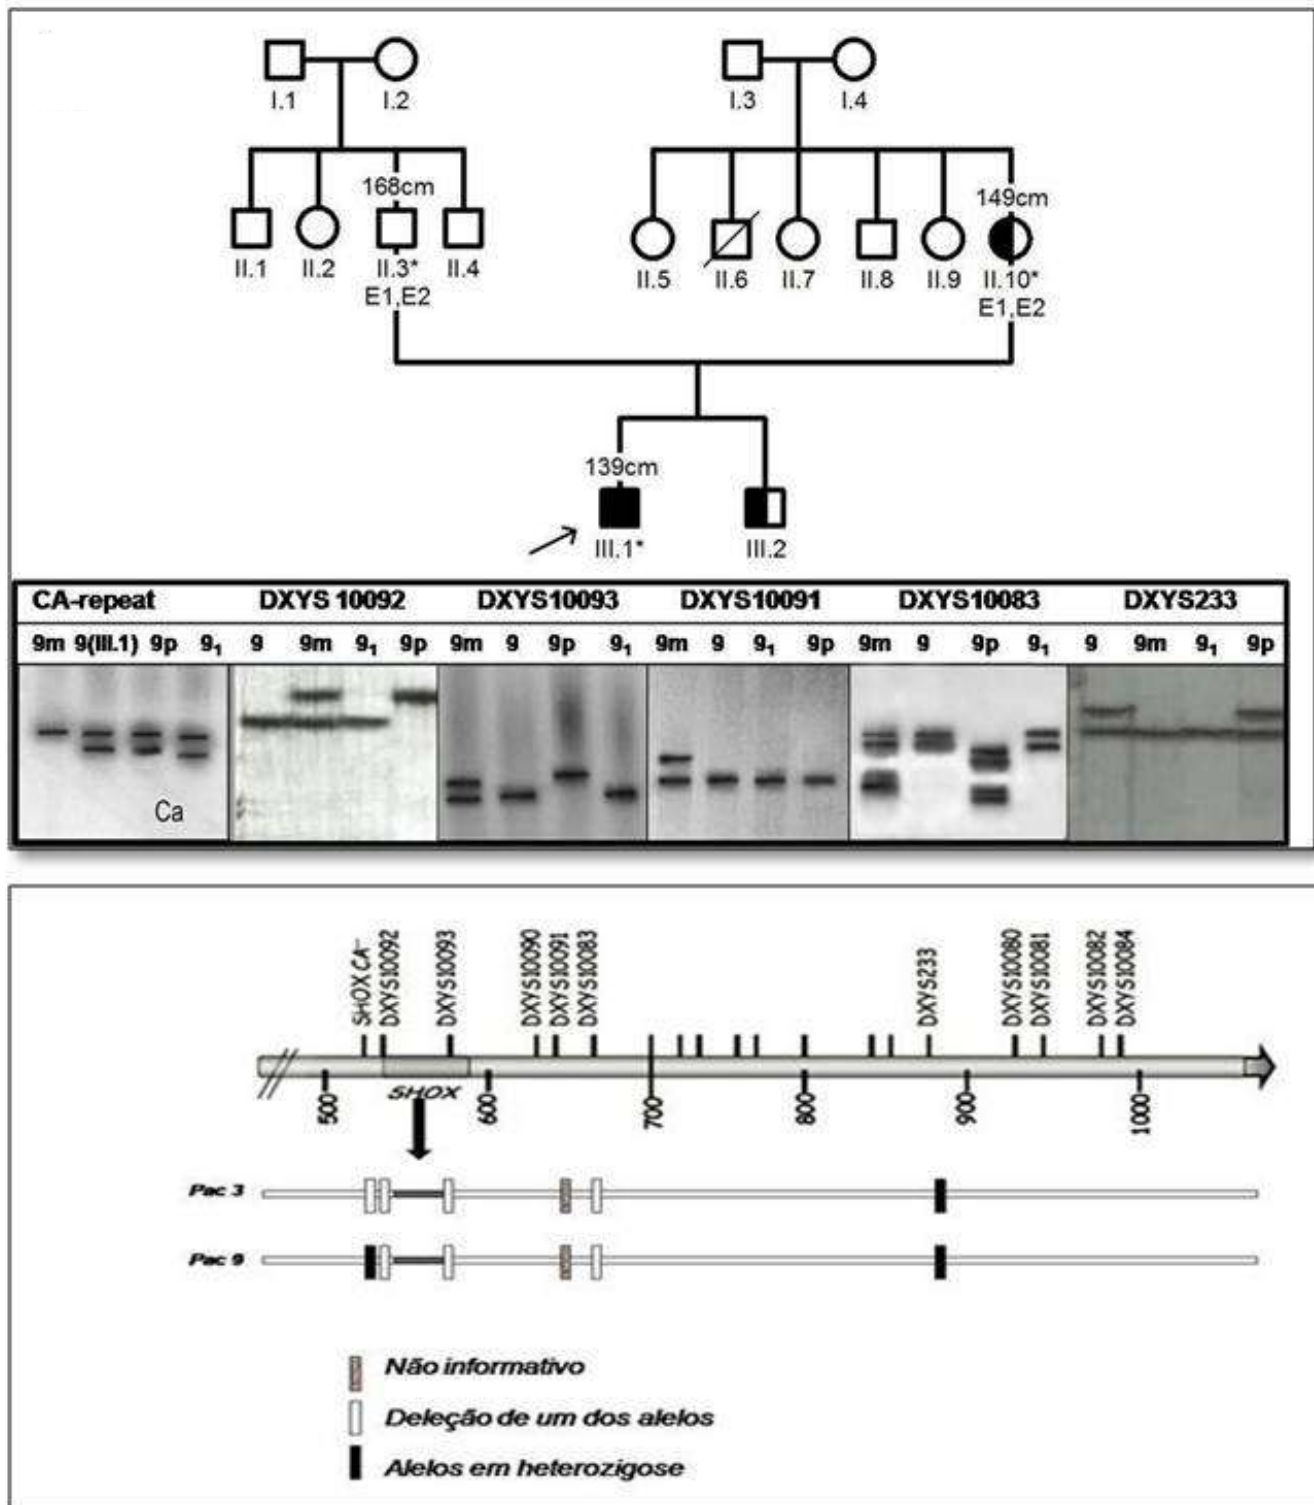 I.1 I.2 I.3 I.4
168cm 149cm
II.1 II.2 II.3* II.4 II.5 II.6 II.7 II.8 II.9 II.10*
E1,E2 E1,E2
139cm
III.1* III.2
CA-repeat DXYS 10092 DXYS10093 DXYS10091 DXYS10083 DXYS233
9m 9(III.1) 9p 9₁ 9 9m 9₁ 9p 9m 9 9p 9₁ 9m 9 9₁ 9p 9m 9 9p 9₁ 9 9m 9₁ 9p
Ca
SHOX CA- DXYS10092 DXYS10093 DXYS10090 DXYS10091 DXYS10083 DXYS233 DXYS10080 DXYS10081 DXYS10082 DXYS10084
SHOX
500 600 700 800 900 1000
Pac 3
Pac 9
Não informativo
Deleção de um dos alelos
Alelos em heterozigose